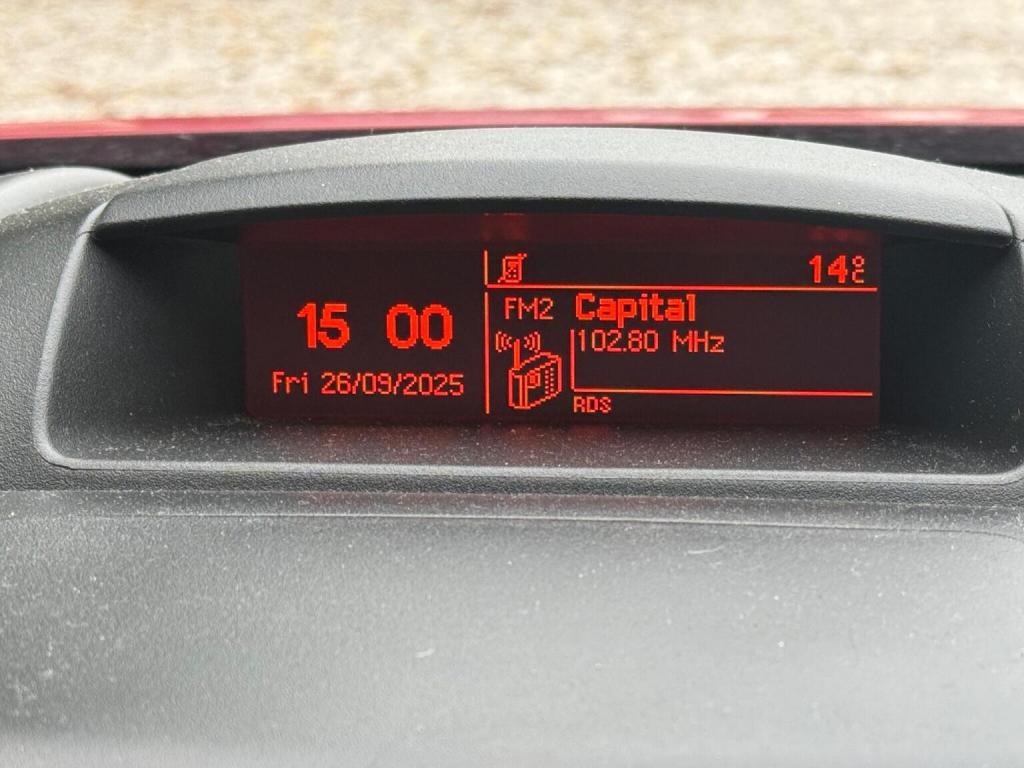 14°C
15 00
FM2 Capital
102.80 MHz
Fri 26/09/2025
RDS